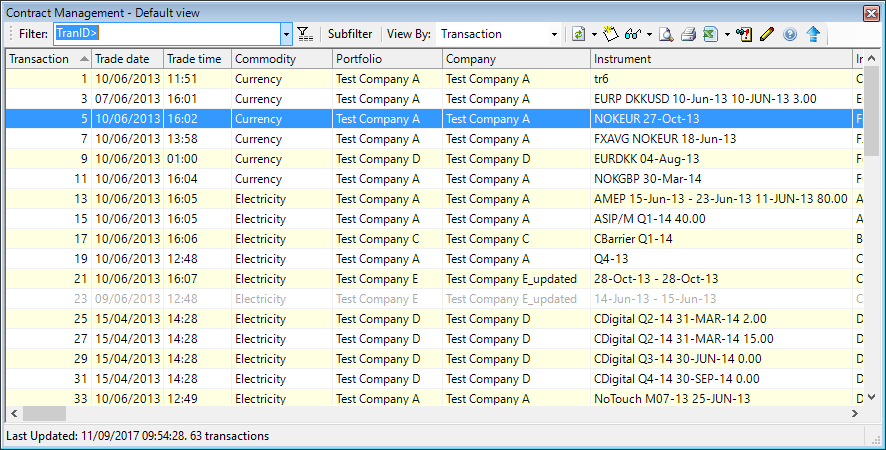 Contract Management - Default view
Filter: TranID> Subfilter View By: Transaction
Transaction Trade date Trade time Commodity Portfolio Company Instrument In
1 10/06/2013 11:51 Currency Test Company A Test Company A tr6 C
3 07/06/2013 16:01 Currency Test Company A Test Company A EURP DKKUSD 10-Jun-13 10-JUN-13 3.00 E
5 10/06/2013 16:02 Currency Test Company A Test Company A NOKEUR 27-Oct-13 F
7 10/06/2013 13:58 Currency Test Company A Test Company A FXAVG NOKEUR 18-Jun-13 F
9 10/06/2013 01:00 Currency Test Company D Test Company D EURDKK 04-Aug-13 F
11 10/06/2013 16:04 Currency Test Company A Test Company A NOKGBP 30-Mar-14 F
13 10/06/2013 16:05 Electricity Test Company A Test Company A AMEP 15-Jun-13 - 23-Jun-13 11-JUN-13 80.00 A
15 10/06/2013 16:05 Electricity Test Company A Test Company A ASIP/M Q1-14 40.00 A
17 10/06/2013 16:06 Electricity Test Company C Test Company C CBarrier Q1-14 B
19 10/06/2013 12:48 Electricity Test Company A Test Company A Q4-13 C
21 10/06/2013 16:07 Electricity Test Company E Test Company E_updated 28-Oct-13 - 28-Oct-13 C
23 09/06/2013 12:48 Electricity Test Company E Test Company E_updated 14-Jun-13 - 15-Jun-13 C
25 15/04/2013 14:28 Electricity Test Company D Test Company D CDigital Q2-14 31-MAR-14 2.00 D
27 15/04/2013 14:28 Electricity Test Company D Test Company D CDigital Q2-14 31-MAR-14 15.00 D
29 15/04/2013 14:28 Electricity Test Company D Test Company D CDigital Q3-14 30-JUN-14 0.00 D
31 15/04/2013 14:28 Electricity Test Company D Test Company D CDigital Q4-14 30-SEP-14 0.00 D
33 10/06/2013 12:49 Electricity Test Company A Test Company A NoTouch M07-13 25-JUN-13 D
Last Updated: 11/09/2017 09:54:28. 63 transactions